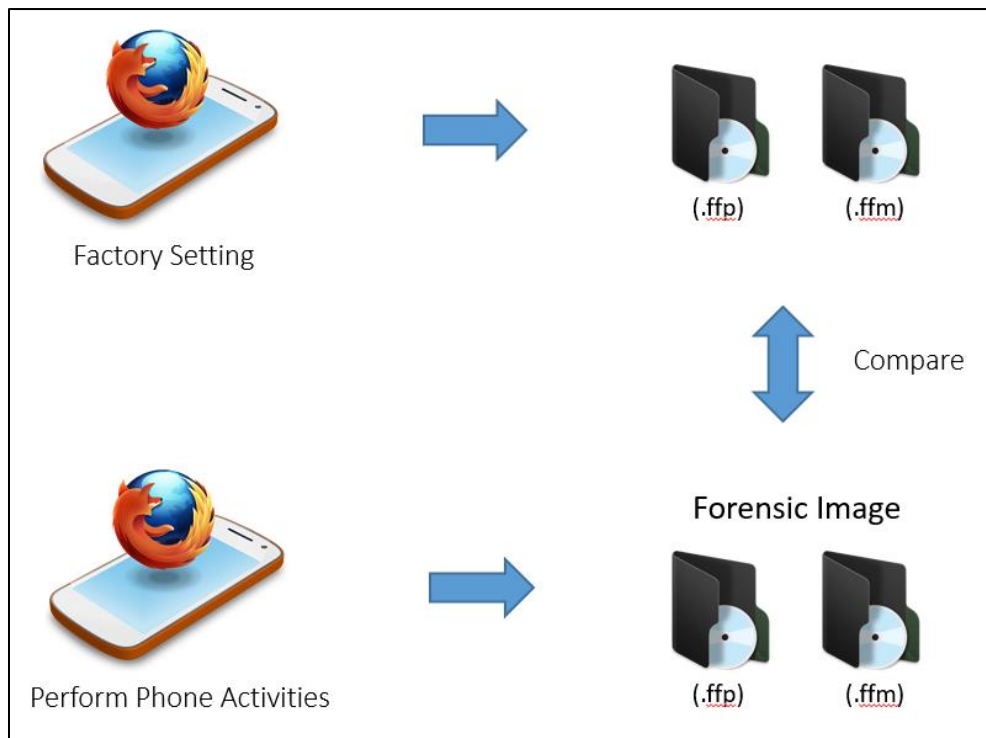 (.ffp) (.ffm)
Factory Setting
Compare
Forensic Image
(.ffp) (.ffm)
Perform Phone Activities